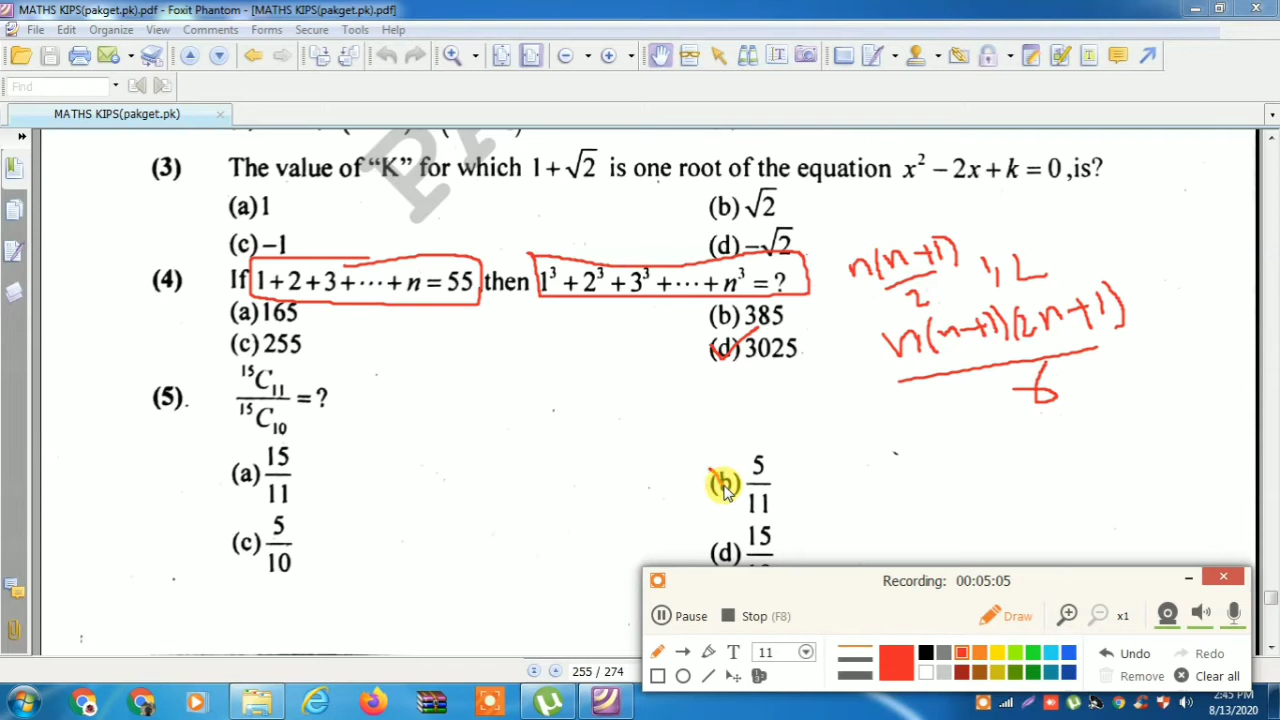 MATHS KIPS(pakget.pk).pdf - Foxit Phantom - [MATHS KIPS(pakget.pk).pdf]
File Edit Organize View Comments Forms Secure Tools Help
Find
MATHS KIPS(pakget.pk)
(3) The value of “K” for which 1+√2 is one root of the equation x² − 2x + k = 0 ,is?
(a) 1 (b) √2
(c) −1 (d) −√2
(4) If 1+2+3+⋯+n = 55 then 1³ + 2³ + 3³ + ⋯ + n³ = ?
(a) 165 (b) 385
(c) 255 (d) 3025
n(n+1)/2 , 1, 2
n(n+1)(2n+1)/6
(5). ¹⁵C₁₁/¹⁵C₁₀ = ?
(a) 15/11 (b) 5/11
(c) 5/10 (d) 15/
Recording: 00:05:05
Pause Stop (F8) Draw x1
T 11 Undo Redo
Remove Clear all
255 / 274
2:45 PM
8/13/2020